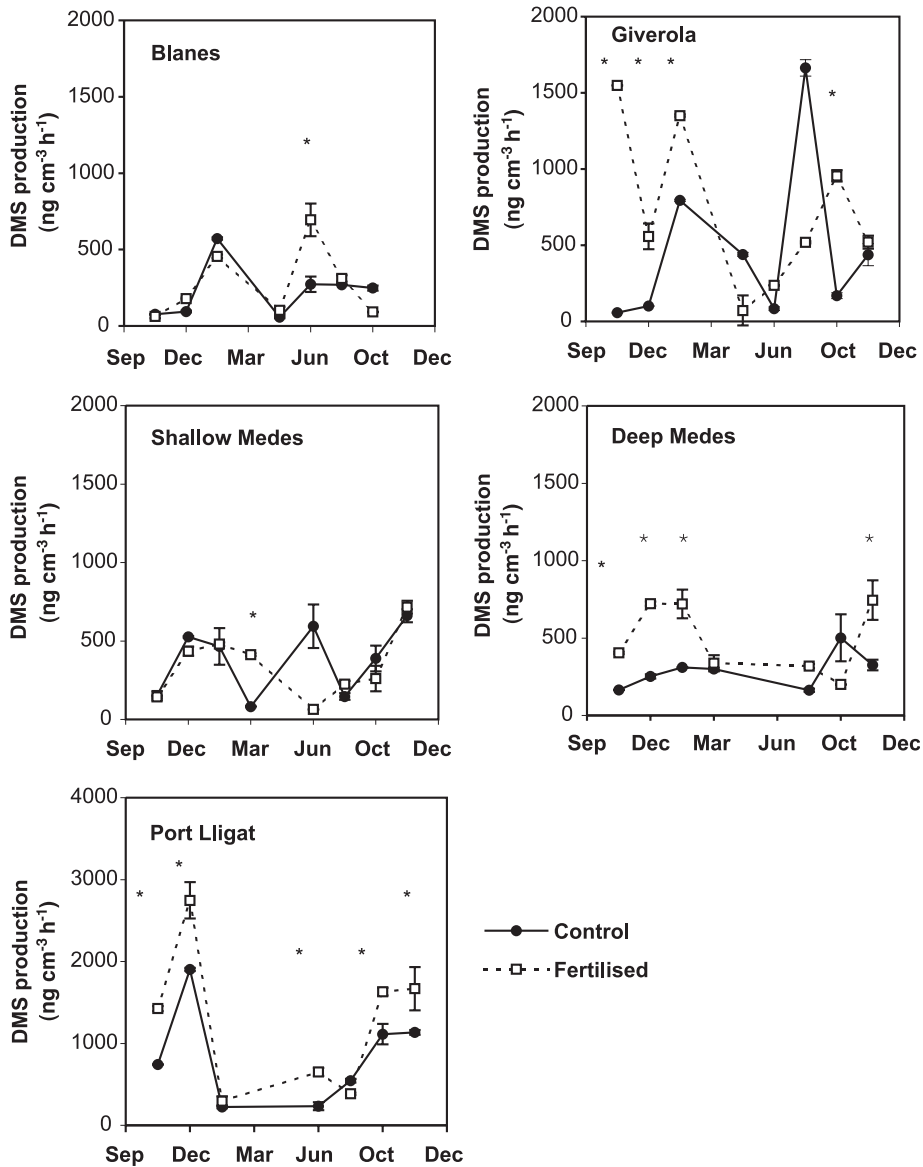 Blanes
DMS production
(ng cm⁻³ h⁻¹)
2000
1500
1000
500
0
*
Sep Dec Mar Jun Oct Dec
Giverola
DMS production
(ng cm⁻³ h⁻¹)
2000
1500
1000
500
0
* * * *
Sep Dec Mar Jun Oct Dec
Shallow Medes
DMS production
(ng cm⁻³ h⁻¹)
2000
1500
1000
500
0
*
Sep Dec Mar Jun Oct Dec
Deep Medes
DMS production
(ng cm⁻³ h⁻¹)
2000
1500
1000
500
0
* * * *
Sep Dec Mar Jun Oct Dec
Port Lligat
DMS production
(ng cm⁻³ h⁻¹)
4000
3000
2000
1000
0
* * * * *
Sep Dec Mar Jun Oct Dec
Control
Fertilised